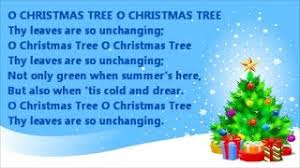 O CHRISTMAS TREE O CHRISTMAS TREE
Thy leaves are so unchanging;
O Christmas Tree O Christmas Tree
Thy leaves are so unchanging;
Not only green when summer's here,
But also when 'tis cold and drear.
O Christmas Tree O Christmas Tree
Thy leaves are so unchanging.